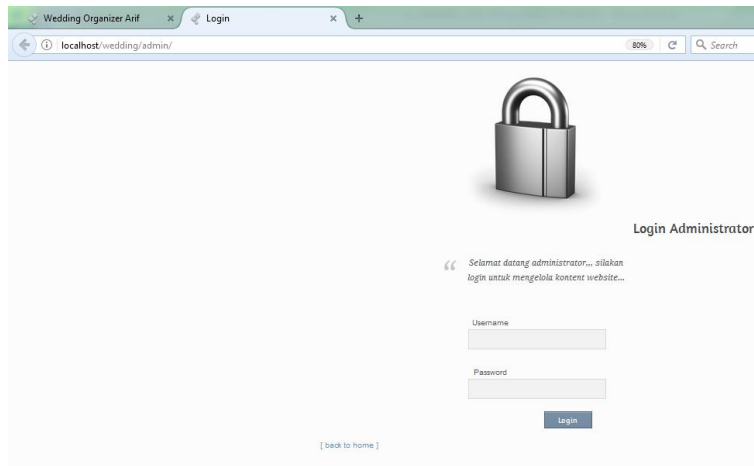 Wedding Organizer Arif
Login
localhost/wedding/admin/
80%
Search
Login Administrator
Selamat datang administrator,,, silakan
login untuk mengelola kontent website...
Username
Password
Login
[ back to home ]